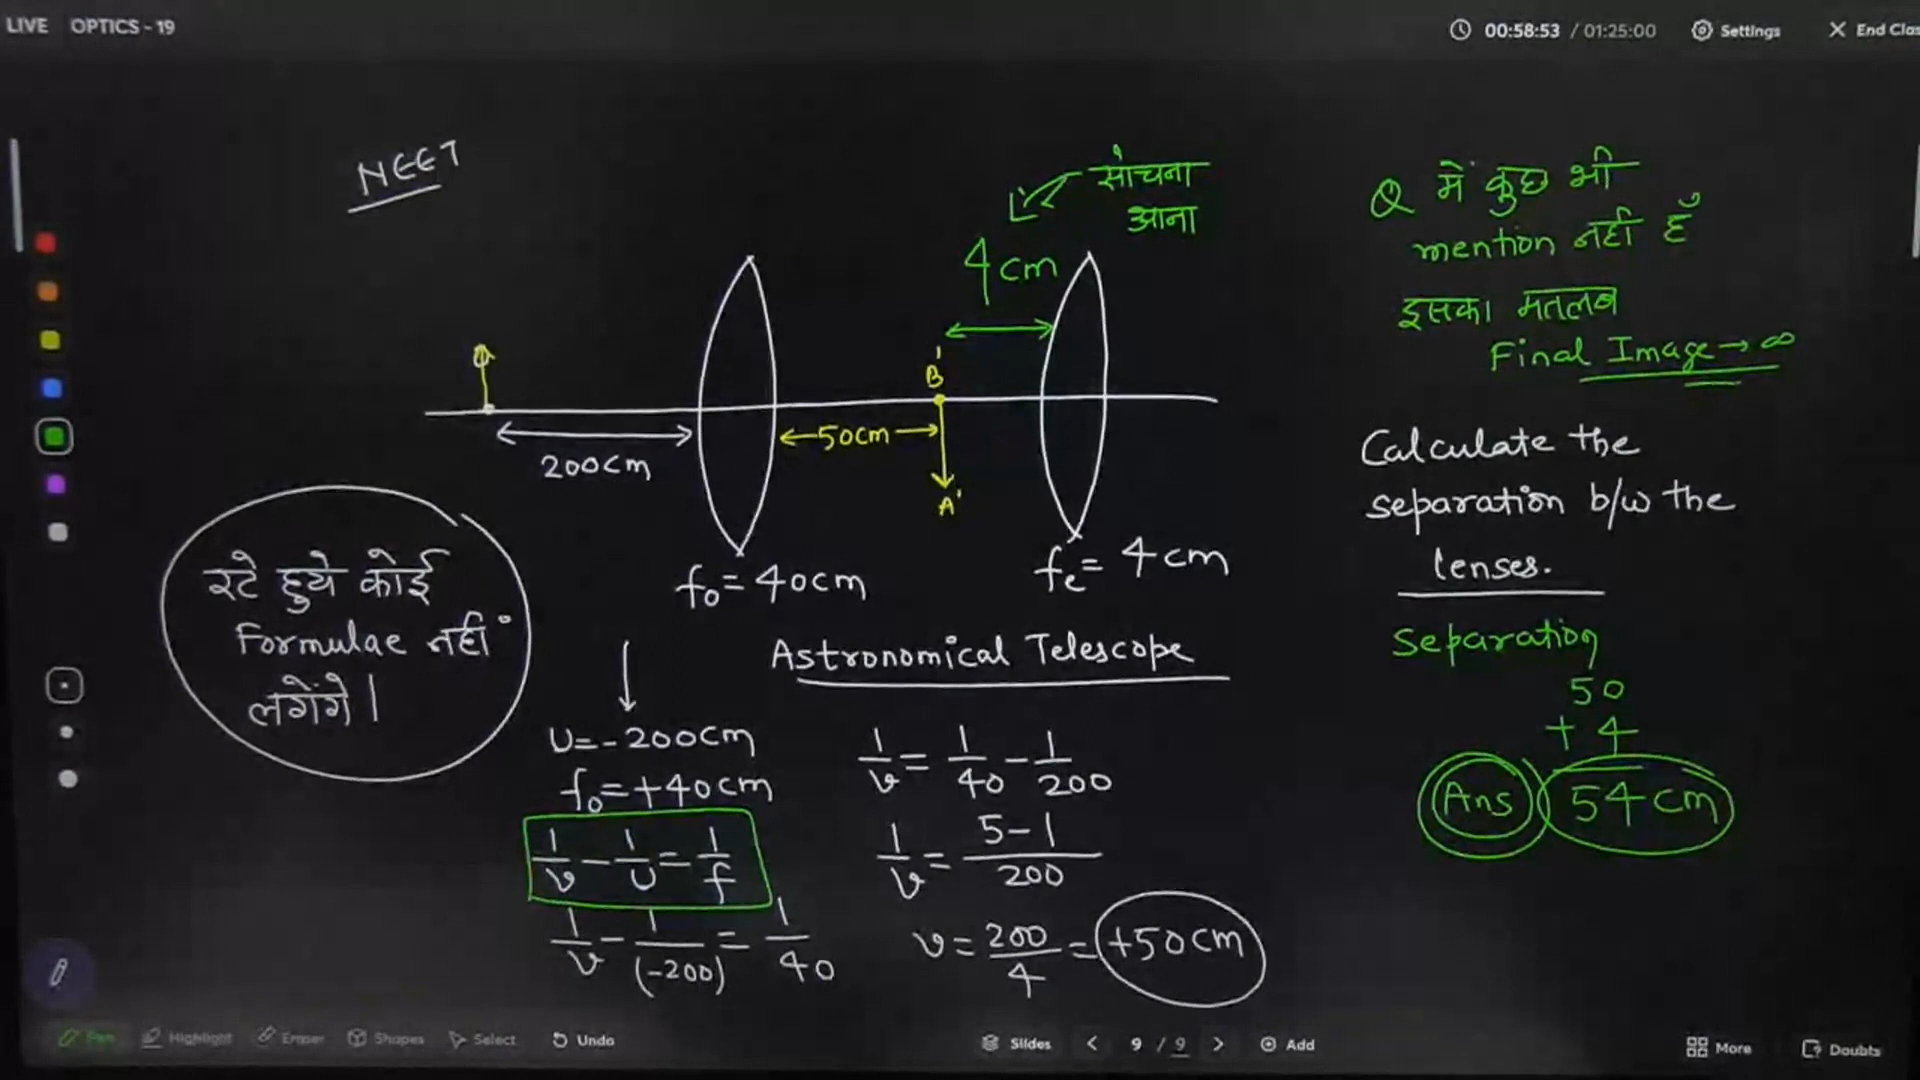 LIVE OPTICS - 19
00:58:53 / 01:25:00 Settings End Clas
NEET
सोचना
आना
4 cm
B'
200cm
50cm
A'
f₀ = 40cm
fe = 4 cm
Astronomical Telescope
रटे हुये कोई
Formulae नहीं
लगेंगे।
U = -200cm
f₀ = +40cm
1/v - 1/u = 1/f
1/v - 1/(-200) = 1/40
1/v = 1/40 - 1/200
1/v = 5-1/200
v = 200/4 = +50cm
Q में कुछ भी
mention नहीं हैं
इसका मतलब
Final Image → ∞
Calculate the
separation b/w the
lenses.
Separation
50
+ 4
Ans 54 cm
Pen Highlight Eraser Shapes Select Undo Slides < 9 / 9 > Add More Doubts